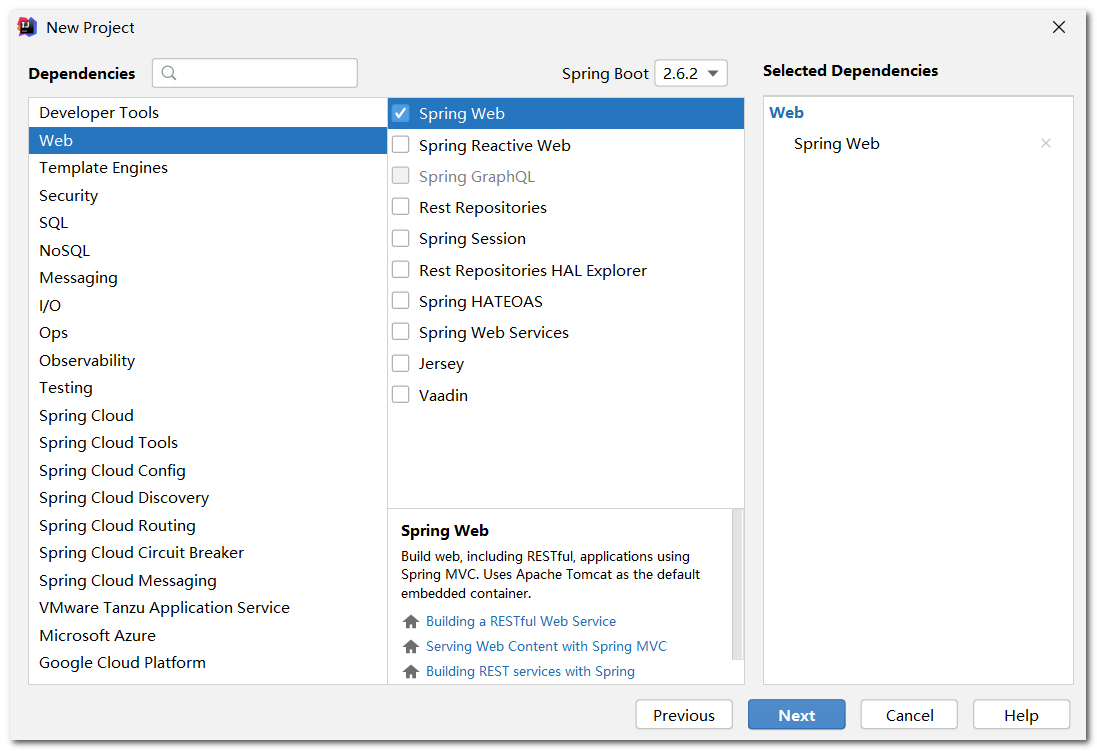 New Project
Dependencies
Spring Boot 2.6.2
Selected Dependencies
Developer Tools
Web
Template Engines
Security
SQL
NoSQL
Messaging
I/O
Ops
Observability
Testing
Spring Cloud
Spring Cloud Tools
Spring Cloud Config
Spring Cloud Discovery
Spring Cloud Routing
Spring Cloud Circuit Breaker
Spring Cloud Messaging
VMware Tanzu Application Service
Microsoft Azure
Google Cloud Platform
Spring Web
Spring Reactive Web
Spring GraphQL
Rest Repositories
Spring Session
Rest Repositories HAL Explorer
Spring HATEOAS
Spring Web Services
Jersey
Vaadin
Spring Web
Build web, including RESTful, applications using
Spring MVC. Uses Apache Tomcat as the default
embedded container.
Building a RESTful Web Service
Serving Web Content with Spring MVC
Building REST services with Spring
Web
Spring Web
Previous
Next
Cancel
Help